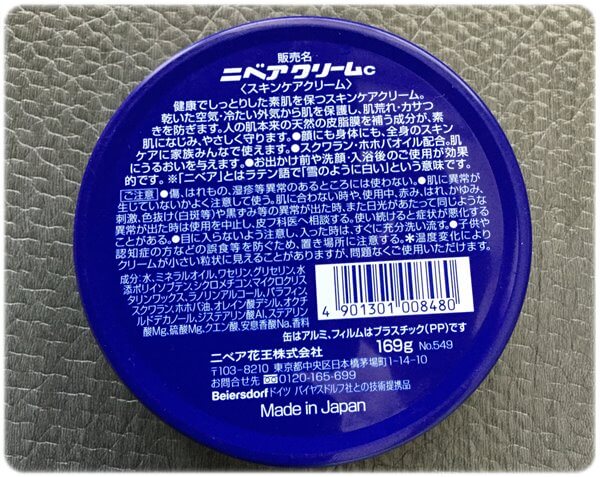 販売名
ニベアクリームC
〈スキンケアクリーム〉
健康でしっとりした素肌を保つスキンケアクリーム。
乾いた空気・冷たい外気から肌を保護し、肌荒れ・カサつ
きを防ぎます。人の肌本来の天然の皮脂膜を補う成分が、素
肌になじみ、やさしく守ります。●顔にも身体にも、全身のスキン
ケアに家族みんなで使えます。●スクワラン・ホホバオイル配合。肌
にうるおいを与えます。●お出かけ前や洗顔・入浴後のご使用が効果
的です。※「ニベア」とはラテン語で「雪のように白い」という意味です。
ご注意 ●傷、はれもの、湿疹等異常のあるところには使わない。●肌に異常が
生じていないかよく注意して使う。肌に合わない時や、使用中、赤み、はれ、かゆみ、
刺激、色抜け(白斑等)や黒ずみ等の異常が出た時、また日光があたって同じような
異常が出た時は使用を中止し、皮フ科医へ相談する。使い続けると症状が悪化する
ことがある。●目に入らないよう注意し、入った時は、すぐに充分洗い流す。●子供や
認知症の方などの誤食等を防ぐため、置き場所に注意する。＊温度変化により
クリームが小さい粒状に見えることがありますが、問題なくご使用いただけます。
成分:水、ミネラルオイル、ワセリン、グリセリン、水
添ポリイソブテン、シクロメチコン、マイクロクリス
タリンワックス、ラノリンアルコール、パラフィン、
スクワラン、ホホバ油、オレイン酸デシル、オクチ
ルドデカノール、ジステアリン酸Al、ステアリン
酸Mg、硫酸Mg、クエン酸、安息香酸Na、香料
4 901301 008480
缶はアルミ、フィルムはプラスチック(PP)です
ニベア花王株式会社
169g No.549
〒103-8210 東京都中央区日本橋茅場町1-14-10
お問合せ先 0120-165-699
Beiersdorf ドイツ バイヤスドルフ社との技術提携品
Made in Japan